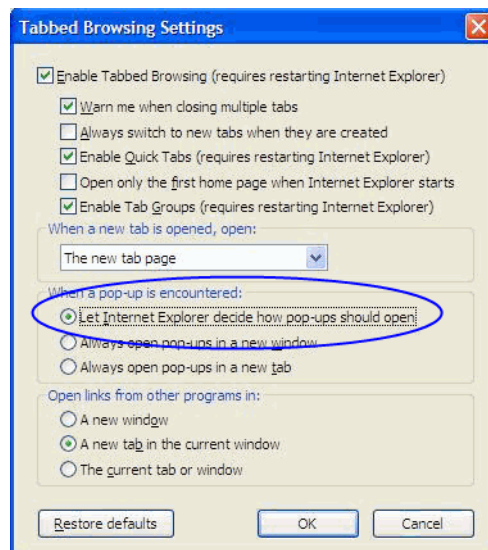 Tabbed Browsing Settings
Enable Tabbed Browsing (requires restarting Internet Explorer)
Warn me when closing multiple tabs
Always switch to new tabs when they are created
Enable Quick Tabs (requires restarting Internet Explorer)
Open only the first home page when Internet Explorer starts
Enable Tab Groups (requires restarting Internet Explorer)
When a new tab is opened, open:
The new tab page
When a pop-up is encountered:
Let Internet Explorer decide how pop-ups should open
Always open pop-ups in a new window
Always open pop-ups in a new tab
Open links from other programs in:
A new window
A new tab in the current window
The current tab or window
Restore defaults OK Cancel